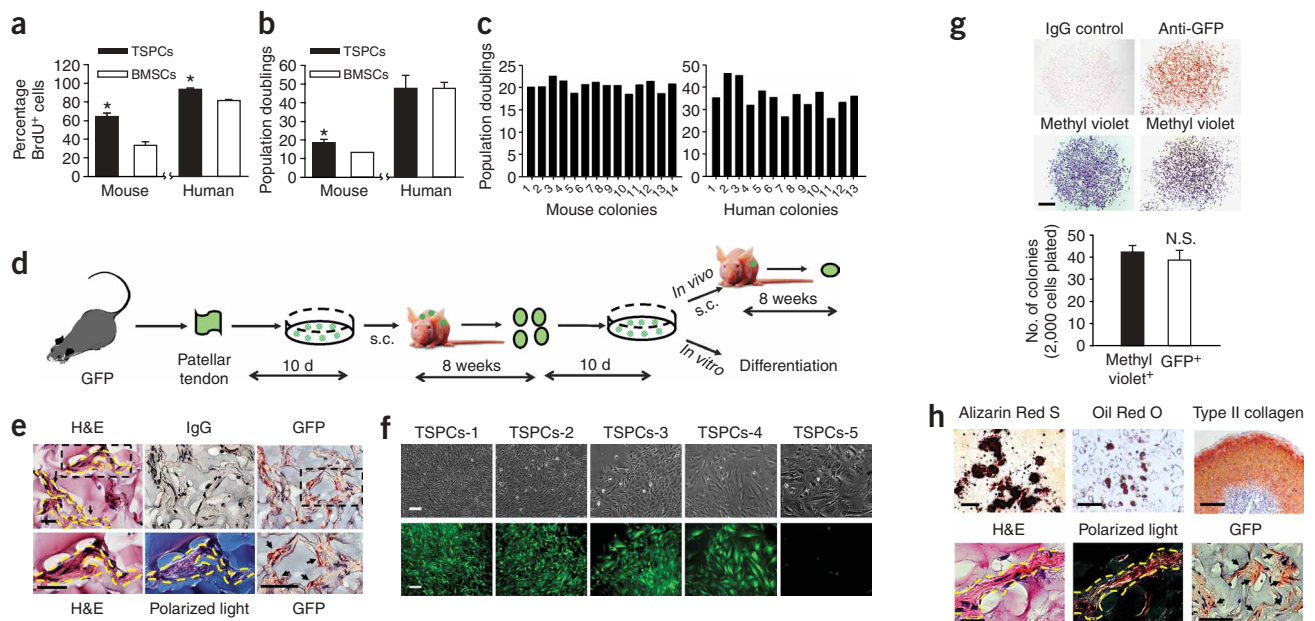 a
TSPCs
BMSCs
Percentage
BrdU+ cells
120
100
80
60
40
20
0
*
*
Mouse
Human
b
TSPCs
BMSCs
Population doublings
60
50
40
30
20
10
0
*
Mouse
Human
c
Population doublings
25
20
15
10
5
0
1 2 3 4 5 6 7 8 9 10 11 12 13 14
Mouse colonies
50
40
30
20
10
0
1 2 3 4 5 6 7 8 9 10 11 12 13
Human colonies
d
GFP
Patellar
tendon
10 d
s.c.
8 weeks
10 d
In vivo
s.c.
8 weeks
In vitro
Differentiation
e
H&E
IgG
GFP
H&E
Polarized light
GFP
f
TSPCs-1
TSPCs-2
TSPCs-3
TSPCs-4
TSPCs-5
g
IgG control
Anti-GFP
Methyl violet
Methyl violet
No. of colonies
(2,000 cells plated)
50
40
30
20
10
0
N.S.
Methyl
violet+
GFP+
h
Alizarin Red S
Oil Red O
Type II collagen
H&E
Polarized light
GFP